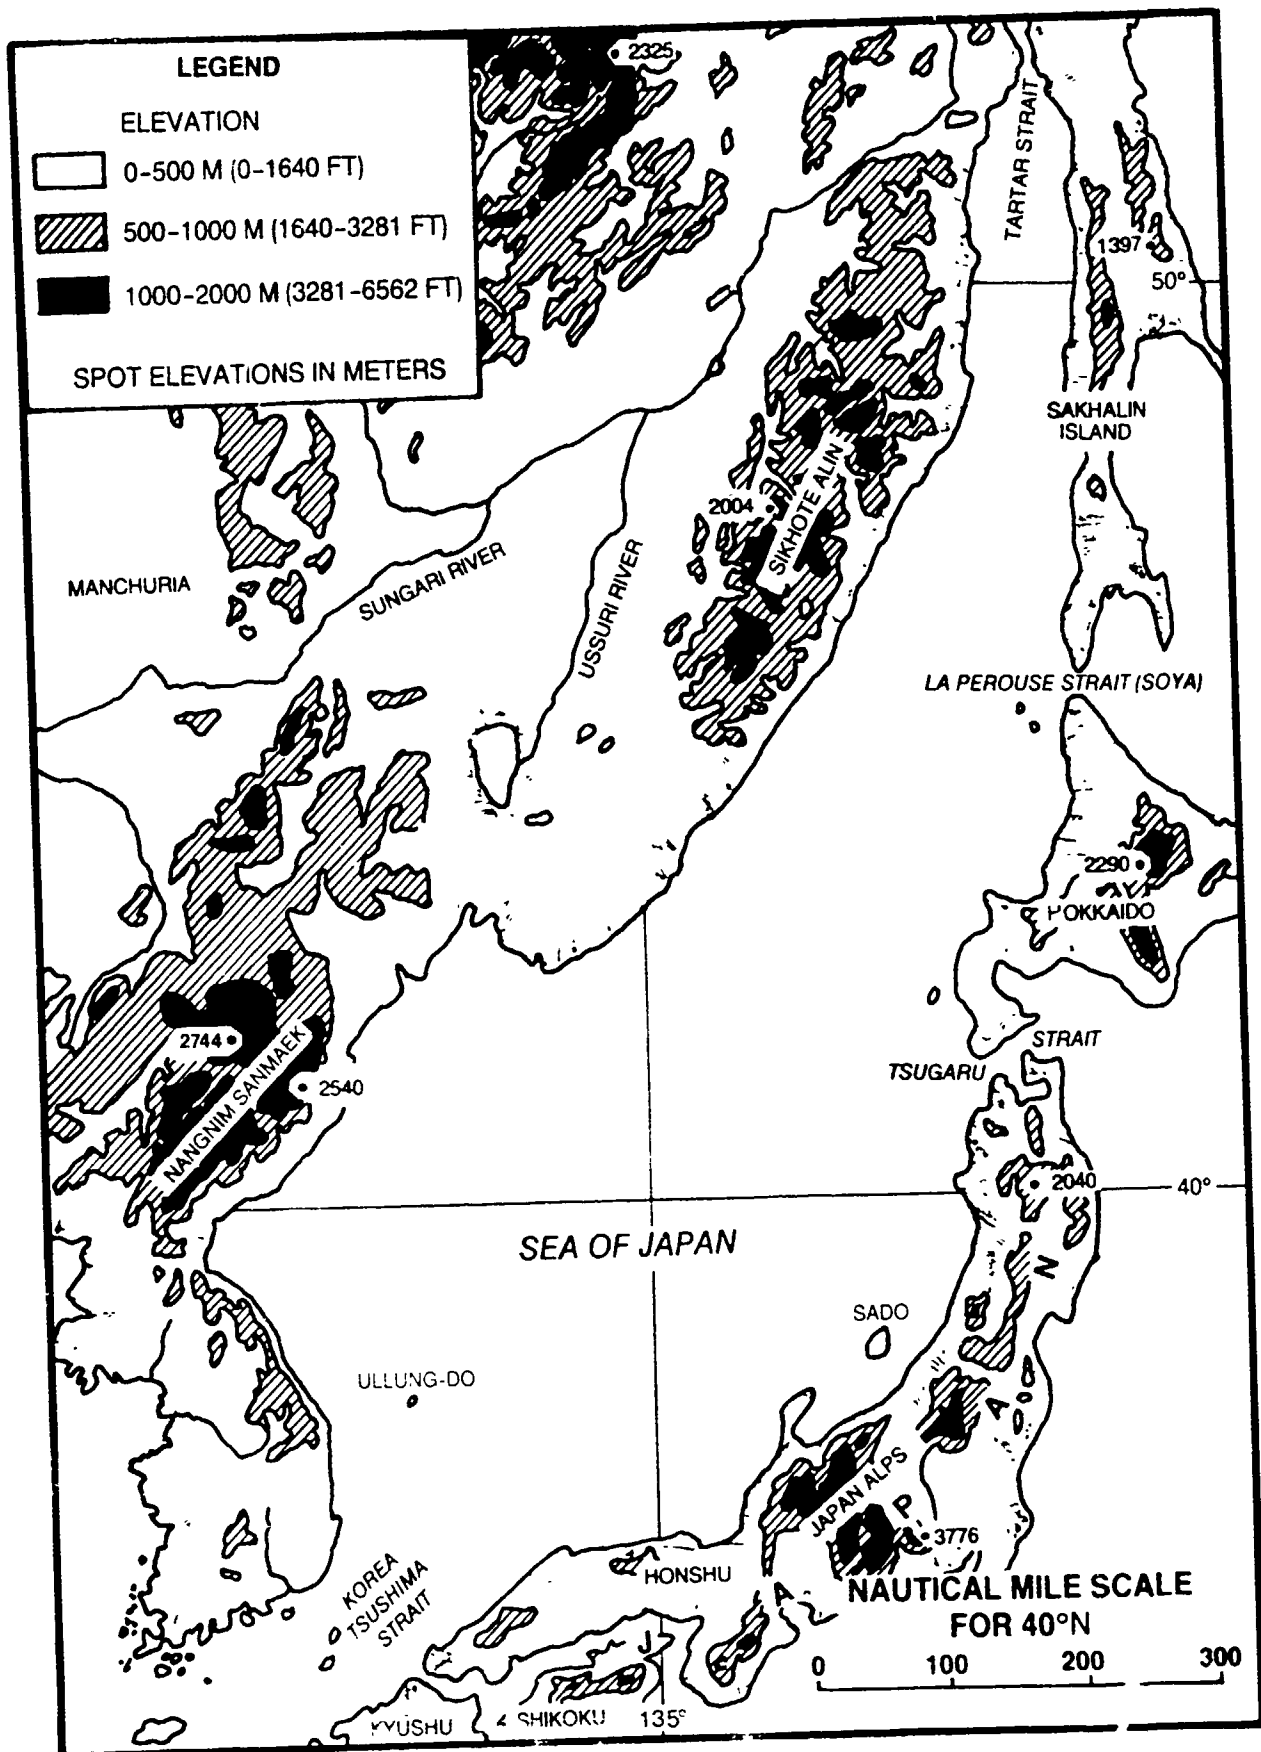 LEGEND
ELEVATION
0-500 M (0-1640 FT)
500-1000 M (1640-3281 FT)
1000-2000 M (3281-6562 FT)
SPOT ELEVATIONS IN METERS
2325
TARTAR STRAIT
1397
50°
SAKHALIN
ISLAND
2004
SIKHOTE ALIN
MANCHURIA
SUNGARI RIVER
USSURI RIVER
LA PEROUSE STRAIT (SOYA)
2290
HOKKAIDO
2744
NANGNIM SANMAEK
2540
STRAIT
TSUGARU
2040
40°
SEA OF JAPAN
N
SADO
ULLUNG-DO
A
JAPAN ALPS
P
3776
KOREA
TSUSHIMA
STRAIT
HONSHU
A
J
NAUTICAL MILE SCALE
FOR 40°N
0 100 200 300
KYUSHU
SHIKOKU
135°